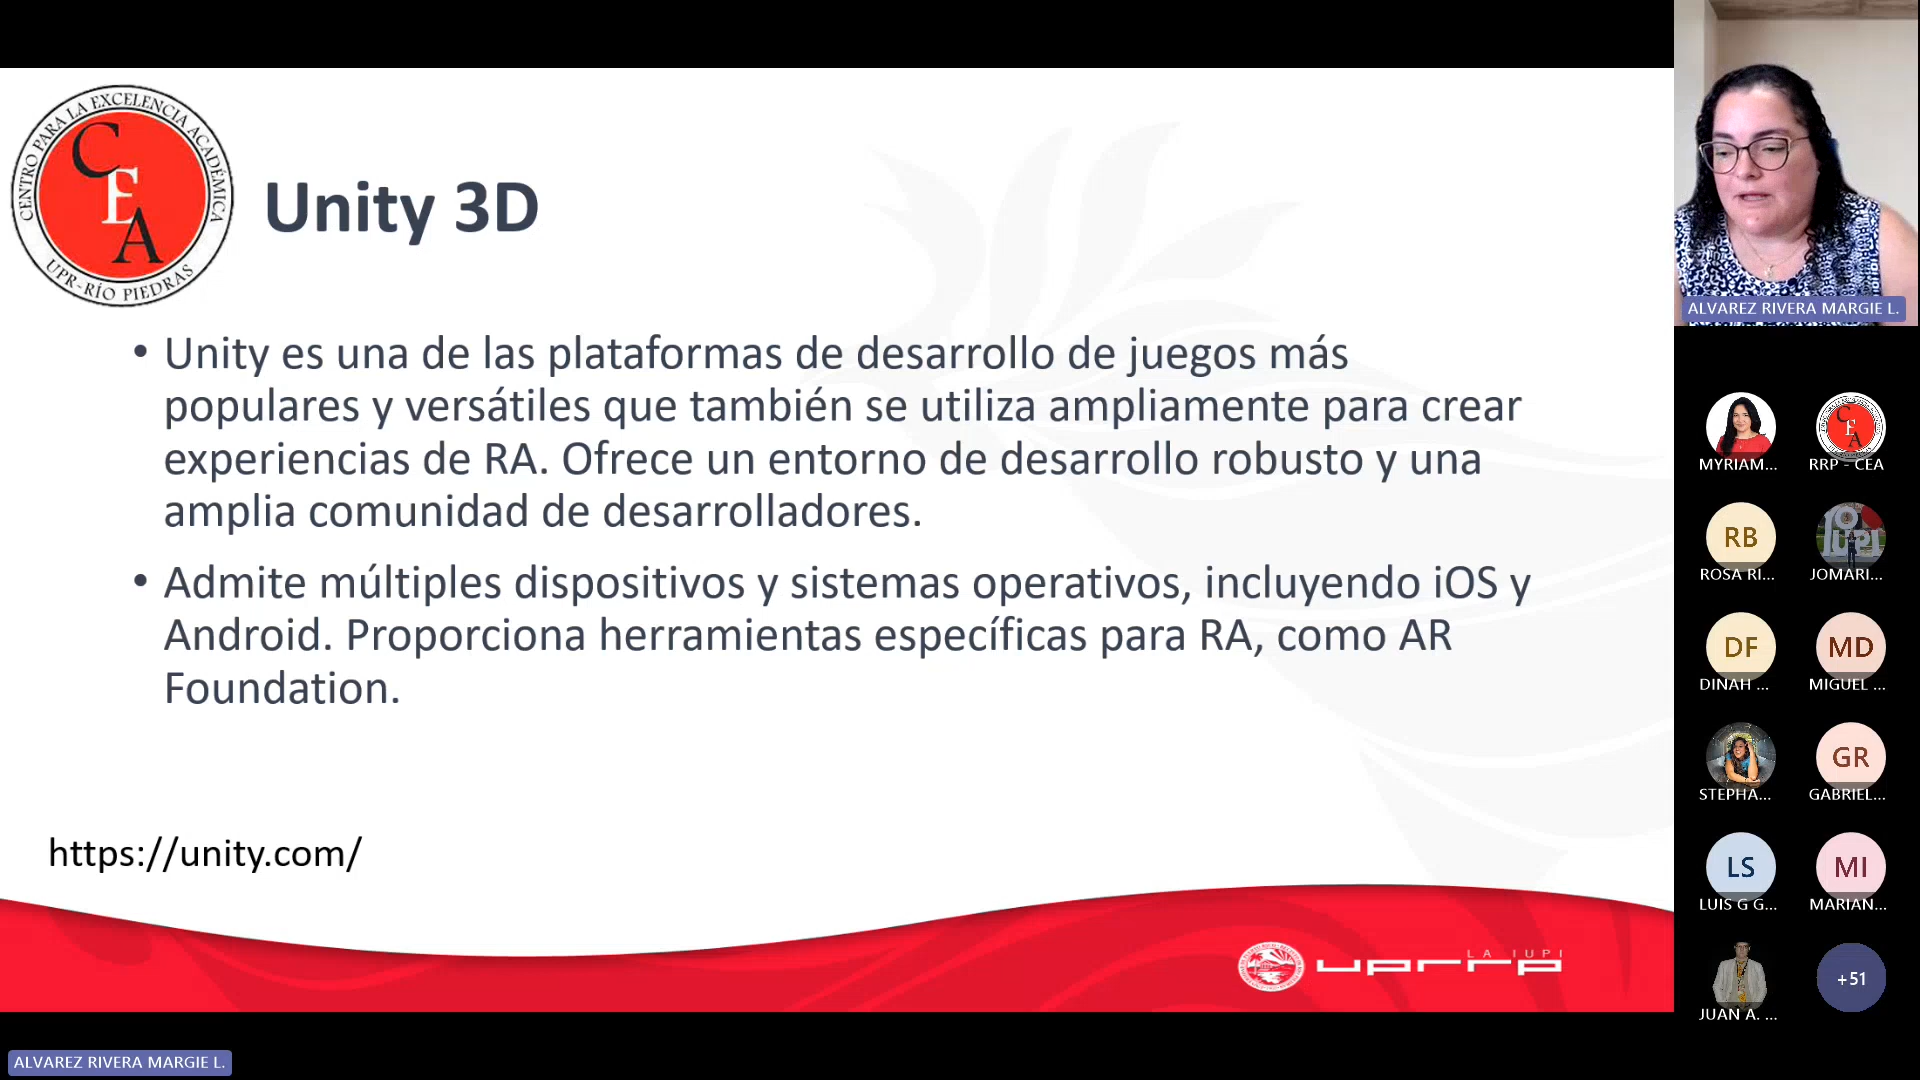 CENTRO PARA LA EXCELENCIA ACADÉMICA
CEA
UPR-RÍO PIEDRAS
Unity 3D
• Unity es una de las plataformas de desarrollo de juegos más
populares y versátiles que también se utiliza ampliamente para crear
experiencias de RA. Ofrece un entorno de desarrollo robusto y una
amplia comunidad de desarrolladores.
• Admite múltiples dispositivos y sistemas operativos, incluyendo iOS y
Android. Proporciona herramientas específicas para RA, como AR
Foundation.
https://unity.com/
LA IUPI
uprrp
ALVAREZ RIVERA MARGIE L.
ALVAREZ RIVERA MARGIE L.
MYRIAM...
CEA
RRP - CEA
RB
ROSA RI...
JOMARI...
DF
DINAH ...
MD
MIGUEL ...
STEPHA...
GR
GABRIEL...
LS
LUIS G G...
MI
MARIAN...
JUAN A. ...
+51